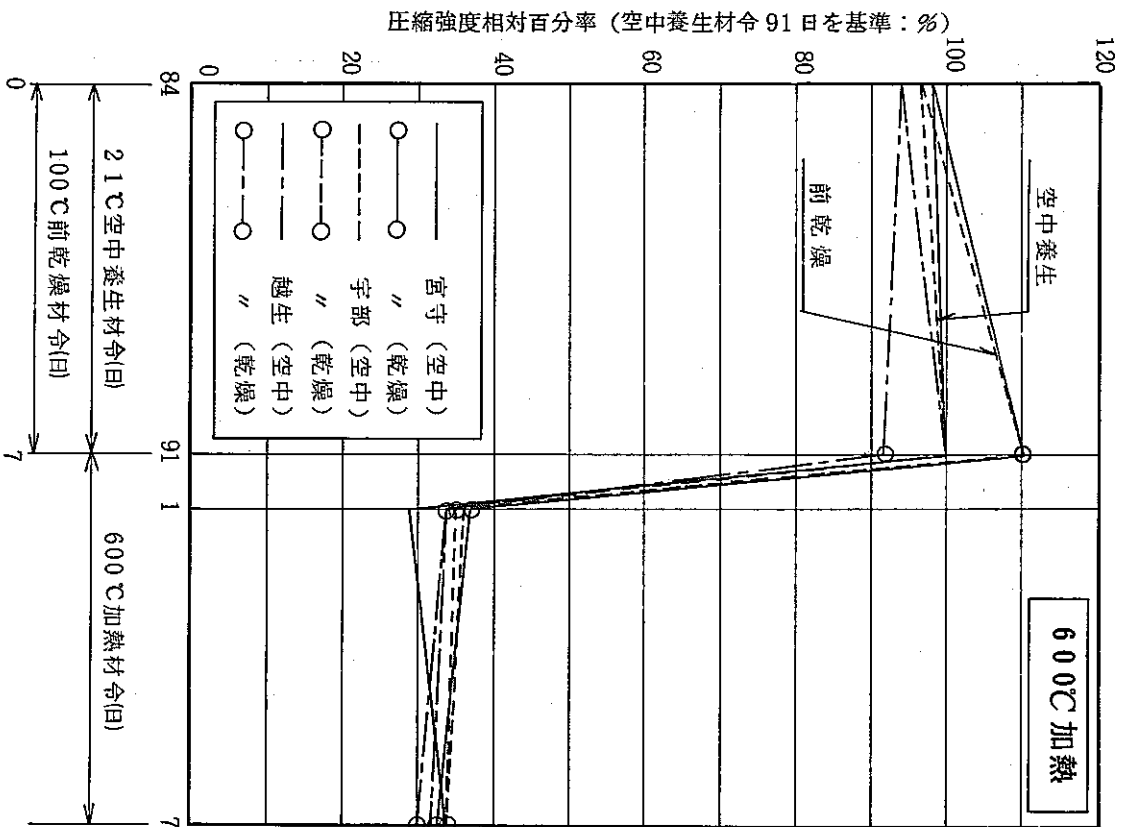 圧縮強度相対百分率（空中養生材令91日を基準：%）
120
100
80
60
40
20
0
600℃加熱
空中養生
前乾燥
宮守（空中）
〃（乾燥）
宇部（空中）
〃（乾燥）
越生（空中）
〃（乾燥）
84
91
1
7
21℃空中養生材令(日)
600℃加熱材令(日)
100℃前乾燥材令(日)
0
7